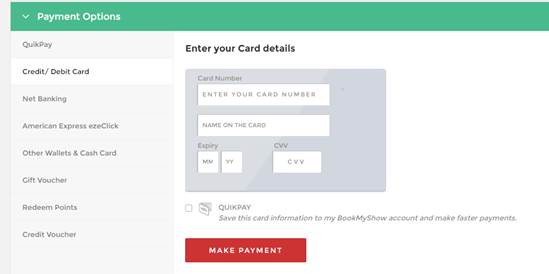 Payment Options
QuikPay
Credit/ Debit Card
Net Banking
American Express ezeClick
Other Wallets & Cash Card
Gift Voucher
Redeem Points
Credit Voucher
Enter your Card details
Card Number
ENTER YOUR CARD NUMBER
NAME ON THE CARD
Expiry CVV
MM YY CVV
QUIKPAY
Save this card information to my BookMyShow account and make faster payments.
MAKE PAYMENT